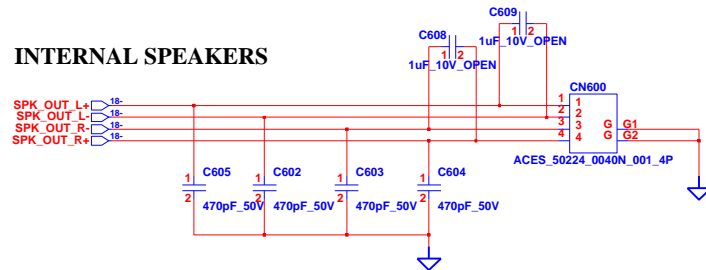 C609
1 2
1uF_10V_OPEN
C608
1 2
1uF_10V_OPEN
INTERNAL SPEAKERS
CN600
SPK_OUT_L+ 18- 1 1
SPK_OUT_L- 18- 2 2
SPK_OUT_R- 18- 3 3 G G1
SPK_OUT_R+ 18- 4 4 G G2
ACES_50224_0040N_001_4P
C605 C602 C603 C604
1 1 1 1
2 2 2 2
470pF_50V 470pF_50V 470pF_50V 470pF_50V